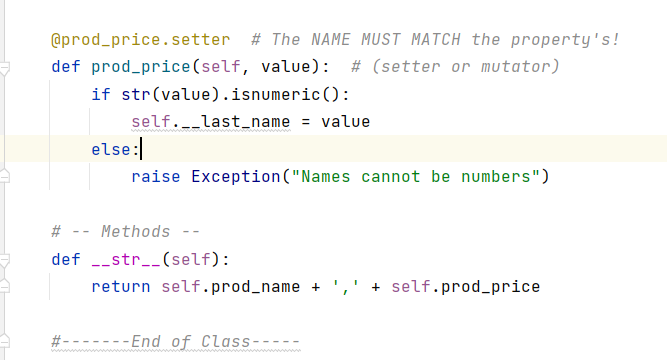 @prod_price.setter  # The NAME MUST MATCH the property's!
def prod_price(self, value):  # (setter or mutator)
    if str(value).isnumeric():
        self.__last_name = value
    else:
        raise Exception("Names cannot be numbers")

# -- Methods --
def __str__(self):
    return self.prod_name + ',' + self.prod_price

#-------End of Class-----